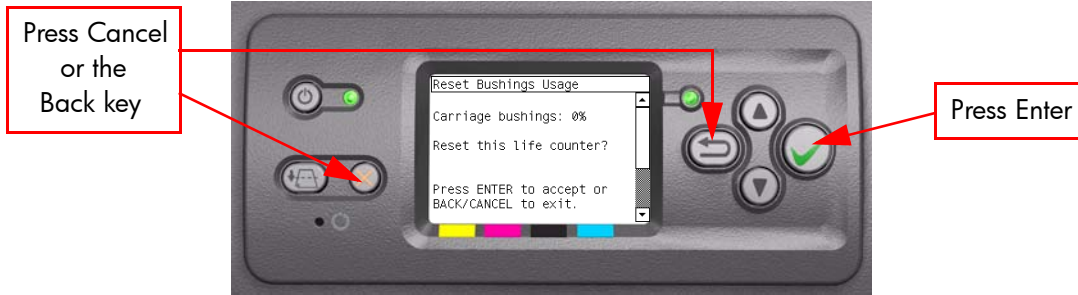 Press Cancel
or the
Back key
Reset Bushings Usage
Carriage bushings: 0%
Reset this life counter?
Press ENTER to accept or
BACK/CANCEL to exit.
Press Enter